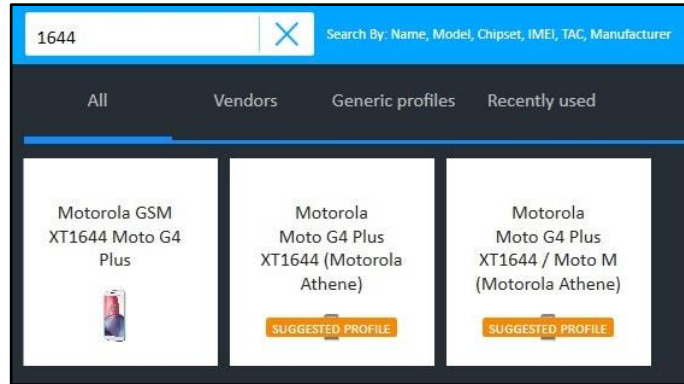 1644
Search By: Name, Model, Chipset, IMEI, TAC, Manufacturer
All
Vendors
Generic profiles
Recently used
Motorola GSM
XT1644 Moto G4
Plus
Motorola
Moto G4 Plus
XT1644 (Motorola
Athene)
SUGGESTED PROFILE
Motorola
Moto G4 Plus
XT1644 / Moto M
(Motorola Athene)
SUGGESTED PROFILE